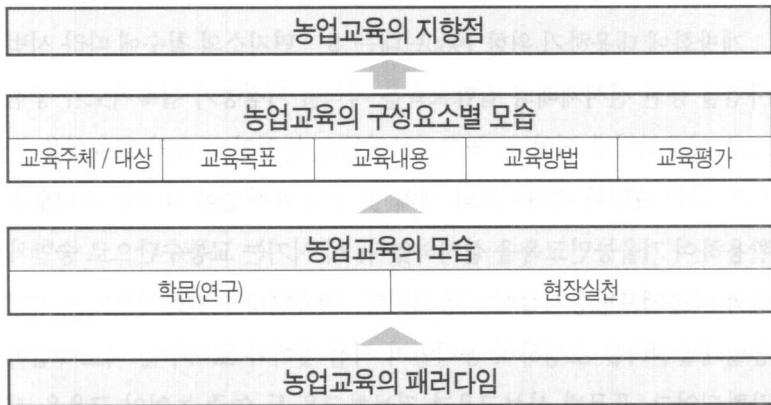 농업교육의 지향점
농업교육의 구성요소별 모습
교육주체 / 대상 교육목표 교육내용 교육방법 교육평가
농업교육의 모습
학문(연구) 현장실천
농업교육의 패러다임